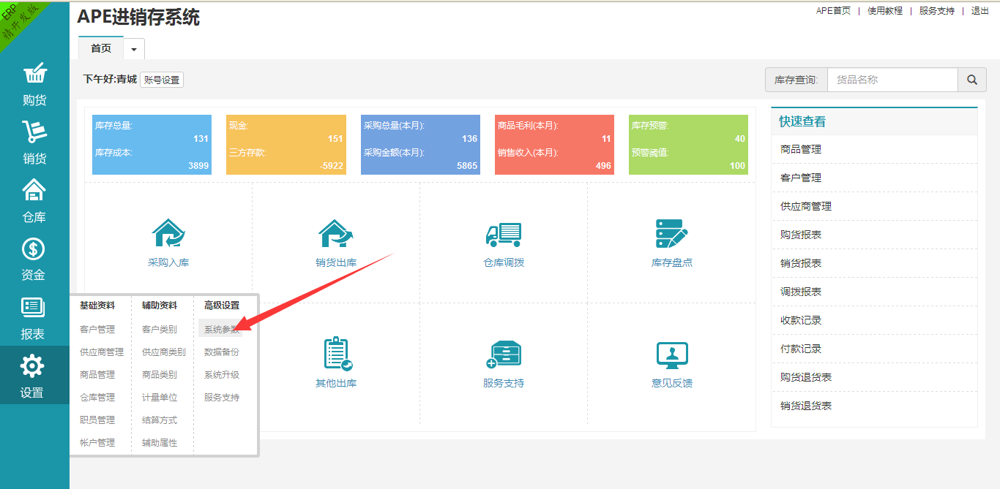 ERP
精开发版
APE进销存系统
APE首页 | 使用教程 | 服务支持 | 退出
首页
下午好:青城 账号设置
库存查询: 货品名称
购货
销货
仓库
资金
报表
设置
库存总量:
131
库存成本:
3899
现金:
151
三方存款:
-5922
采购总量(本月):
136
采购金额(本月):
5865
商品毛利(本月):
11
销售收入(本月):
496
库存预警:
40
预警阈值:
100
采购入库
销货出库
仓库调拨
库存盘点
其他出库
服务支持
意见反馈
基础资料
客户管理
供应商管理
商品管理
仓库管理
职员管理
帐户管理
辅助资料
客户类别
供应商类别
商品类别
计量单位
结算方式
辅助属性
高级设置
系统参数
数据备份
系统升级
服务支持
快速查看
商品管理
客户管理
供应商管理
购货报表
销货报表
调拨报表
收款记录
付款记录
购货退货表
销货退货表